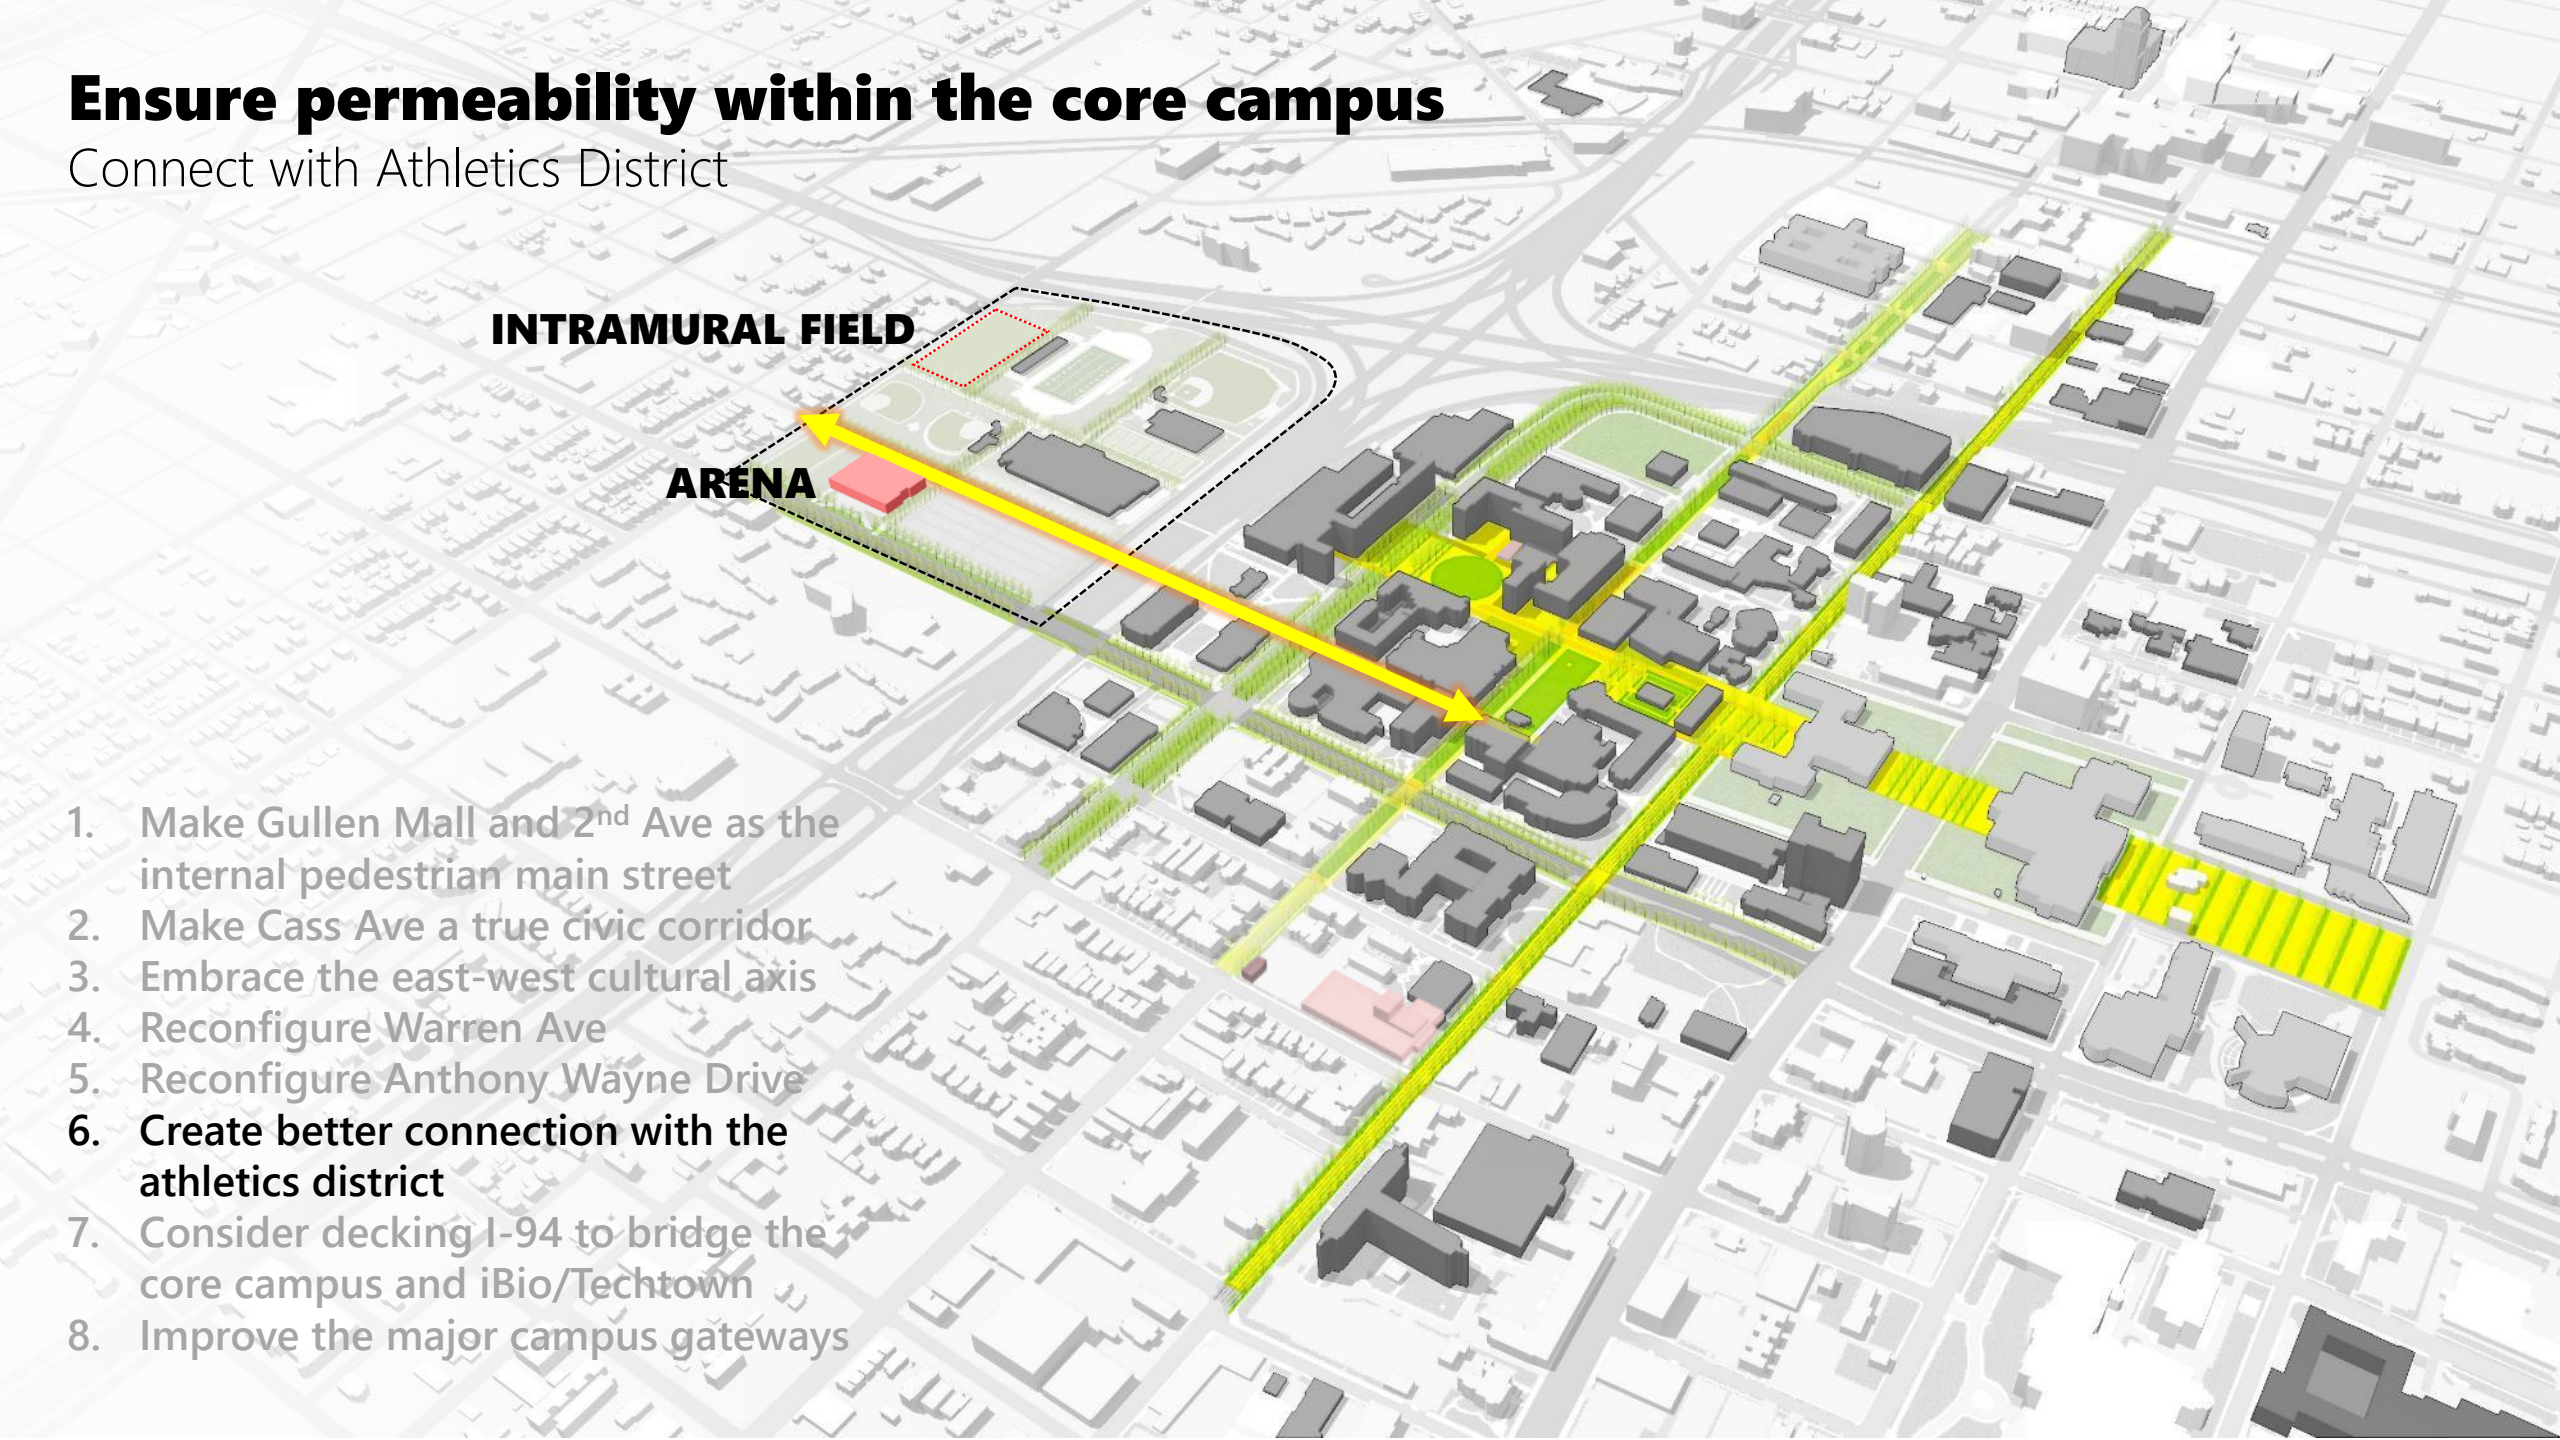 Ensure permeability within the core campus
Connect with Athletics District
INTRAMURAL FIELD
ARENA
1. Make Gullen Mall and 2nd Ave as the
internal pedestrian main street
2. Make Cass Ave a true civic corridor
3. Embrace the east-west cultural axis
4. Reconfigure Warren Ave
5. Reconfigure Anthony Wayne Drive
6. Create better connection with the
athletics district
7. Consider decking I-94 to bridge the
core campus and iBio/Techtown
8. Improve the major campus gateways